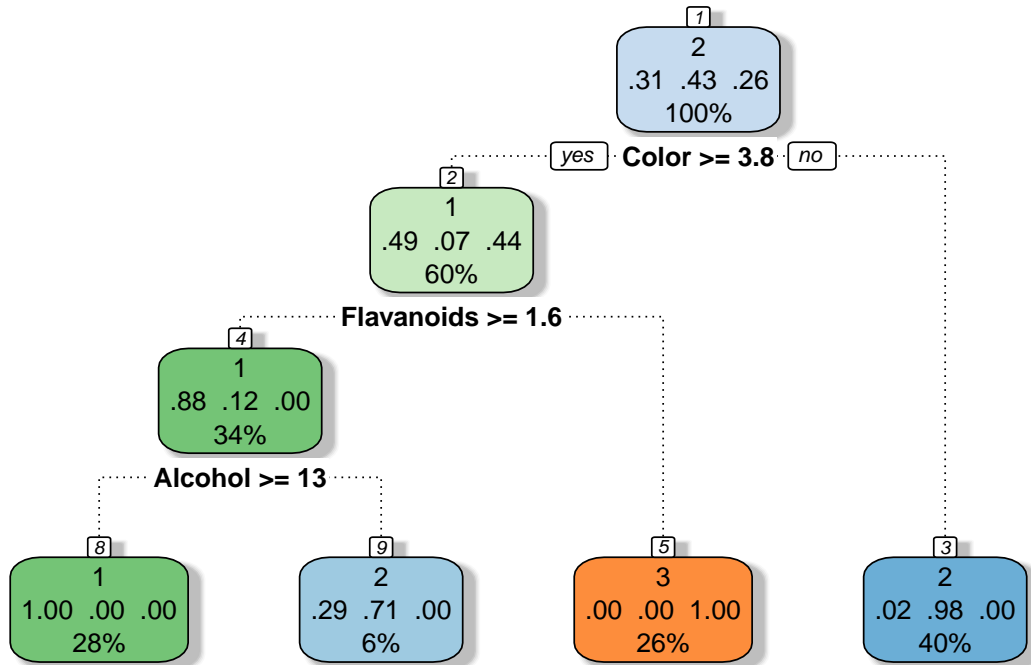 1
2
.31 .43 .26
100%
yes Color >= 3.8 no
2
1
.49 .07 .44
60%
Flavanoids >= 1.6
4
1
.88 .12 .00
34%
Alcohol >= 13
8
1
1.00 .00 .00
28%
9
2
.29 .71 .00
6%
5
3
.00 .00 1.00
26%
3
2
.02 .98 .00
40%